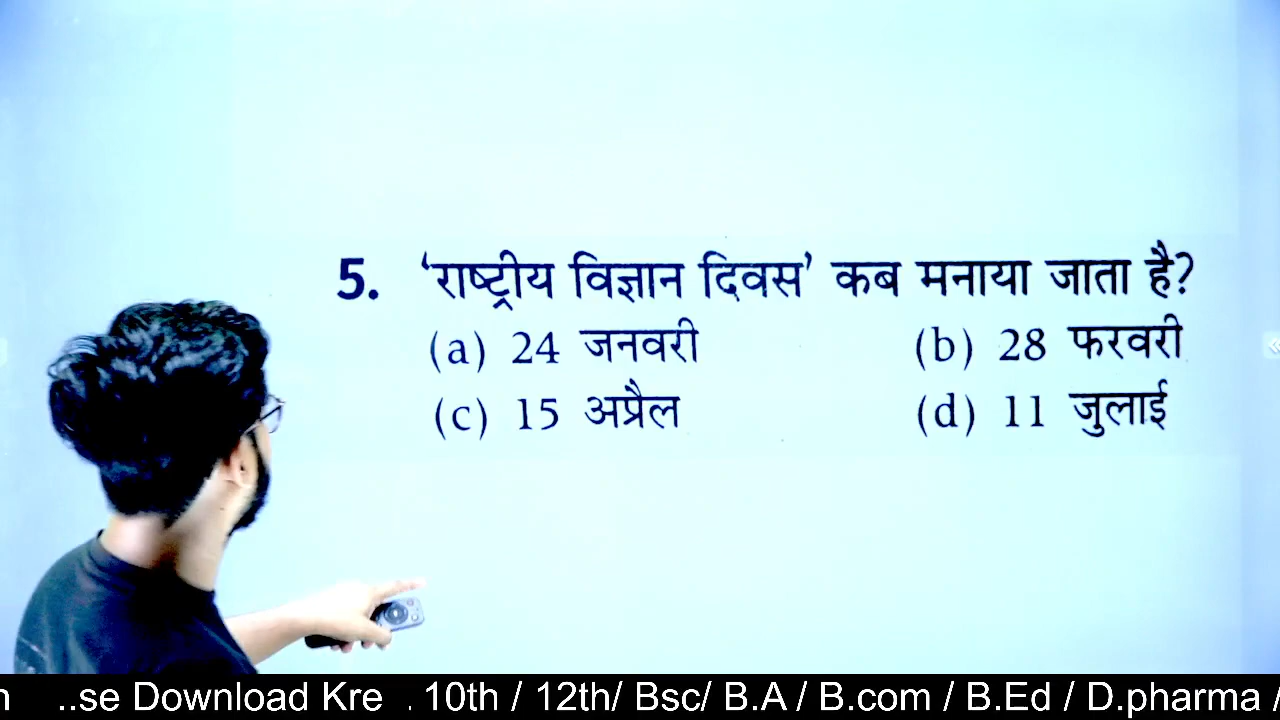 5. ‘राष्ट्रीय विज्ञान दिवस’ कब मनाया जाता है?
(a) 24 जनवरी (b) 28 फरवरी
(c) 15 अप्रैल (d) 11 जुलाई
..se Download Kre . 10th / 12th/ Bsc/ B.A / B.com / B.Ed / D.pharma /